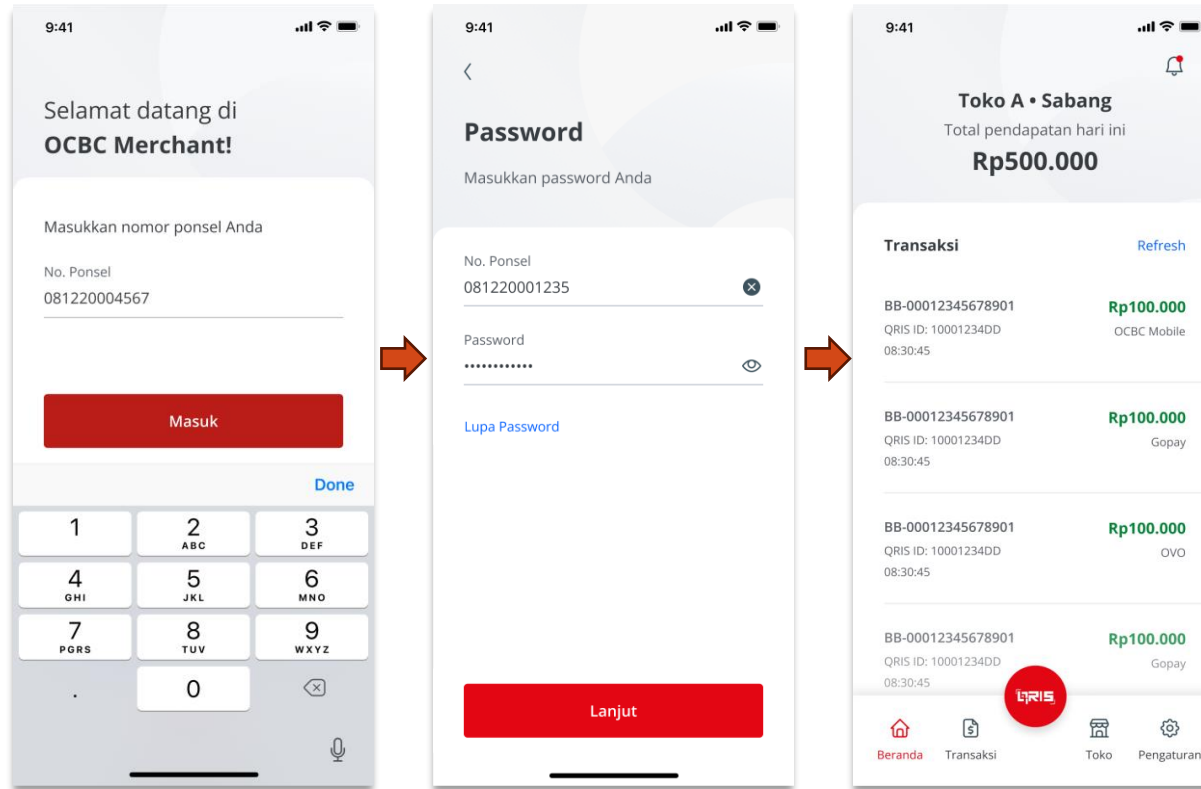 9:41
Selamat datang di
OCBC Merchant!
Masukkan nomor ponsel Anda
No. Ponsel
081220004567
Masuk
Done
1
2
ABC
3
DEF
4
GHI
5
JKL
6
MNO
7
PGRS
8
TUV
9
WXYZ
.
0
9:41
Password
Masukkan password Anda
No. Ponsel
081220001235
Password
••••••••••••
Lupa Password
Lanjut
9:41
Toko A • Sabang
Total pendapatan hari ini
Rp500.000
Transaksi
Refresh
BB-00012345678901
Rp100.000
QRIS ID: 10001234DD
OCBC Mobile
08:30:45
BB-00012345678901
Rp100.000
QRIS ID: 10001234DD
Gopay
08:30:45
BB-00012345678901
Rp100.000
QRIS ID: 10001234DD
OVO
08:30:45
BB-00012345678901
Rp100.000
QRIS ID: 10001234DD
Gopay
08:30:45
QRIS
Beranda
Transaksi
Toko
Pengaturan